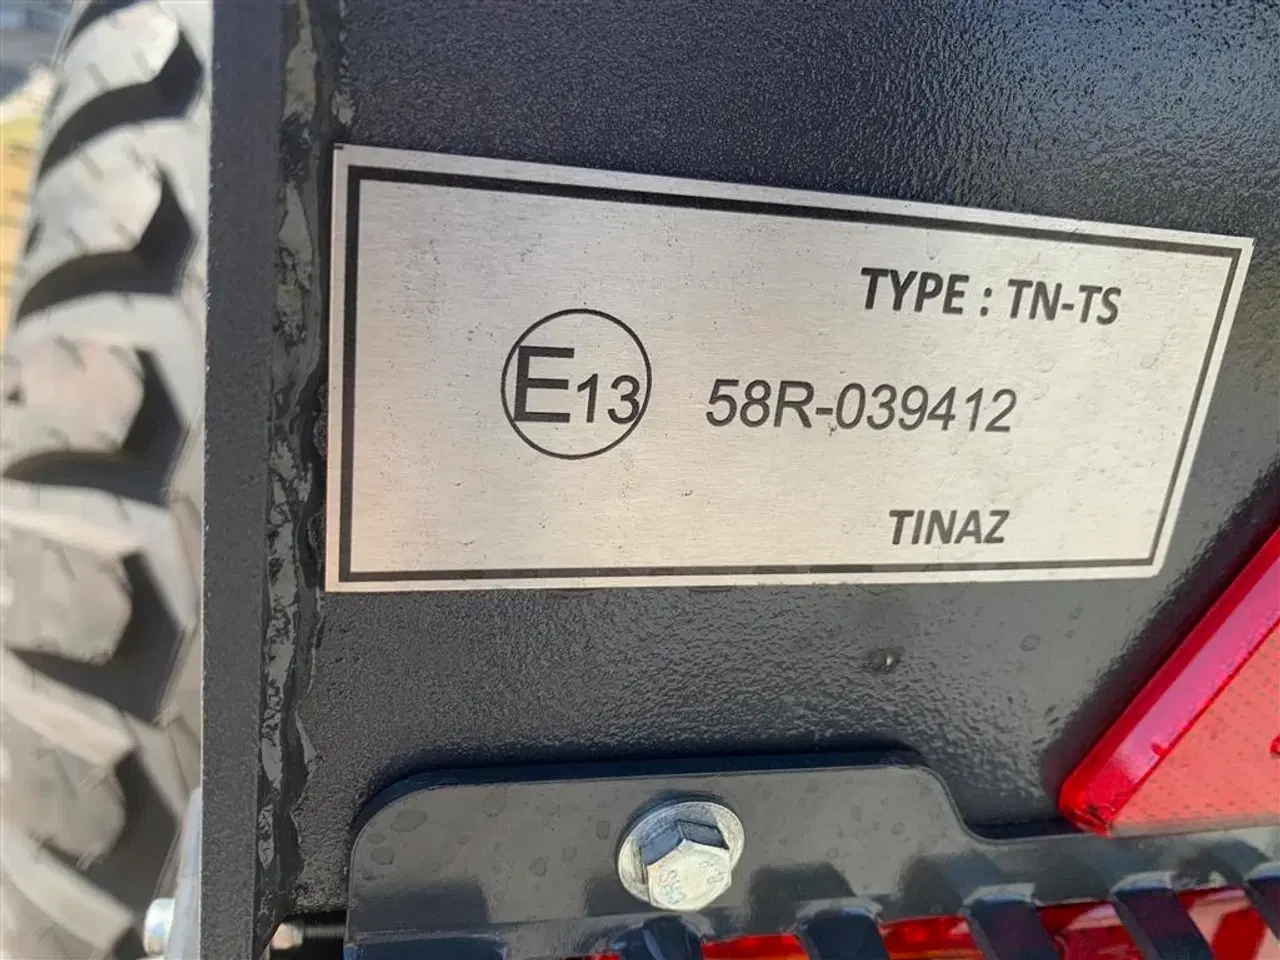 TYPE : TN-TS
E13 58R-039412
TINAZ